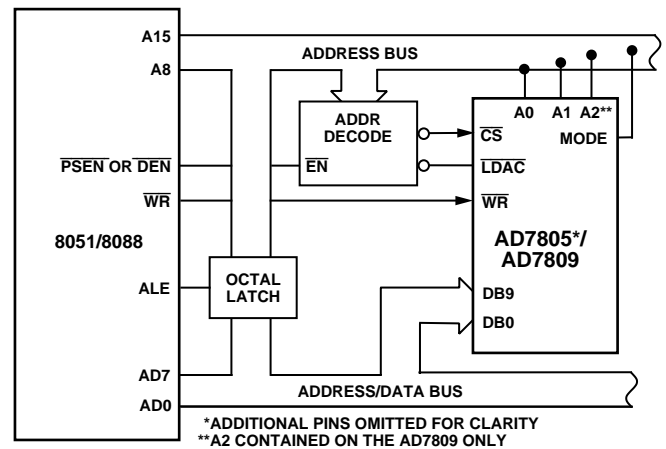 A15
A8
PSEN OR DEN
WR
8051/8088
ALE
AD7
AD0
OCTAL
LATCH
ADDRESS BUS
ADDR
DECODE
EN
A0 A1 A2**
MODE
CS
LDAC
WR
AD7805*/
AD7809
DB9
DB0
ADDRESS/DATA BUS
*ADDITIONAL PINS OMITTED FOR CLARITY
**A2 CONTAINED ON THE AD7809 ONLY